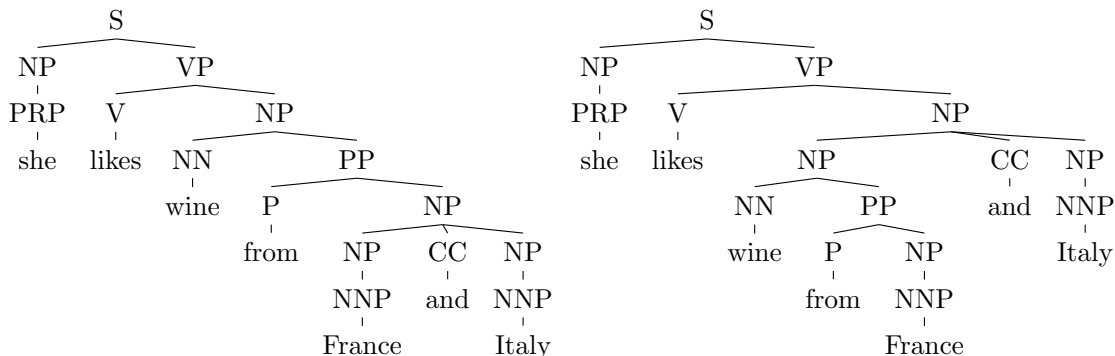 S S
NP VP NP VP
PRP V NP PRP V NP
she likes NN PP she likes NP CC NP
wine P NP NN PP and NNP
from NP CC NP wine P NP Italy
NNP and NNP from NNP
France Italy France